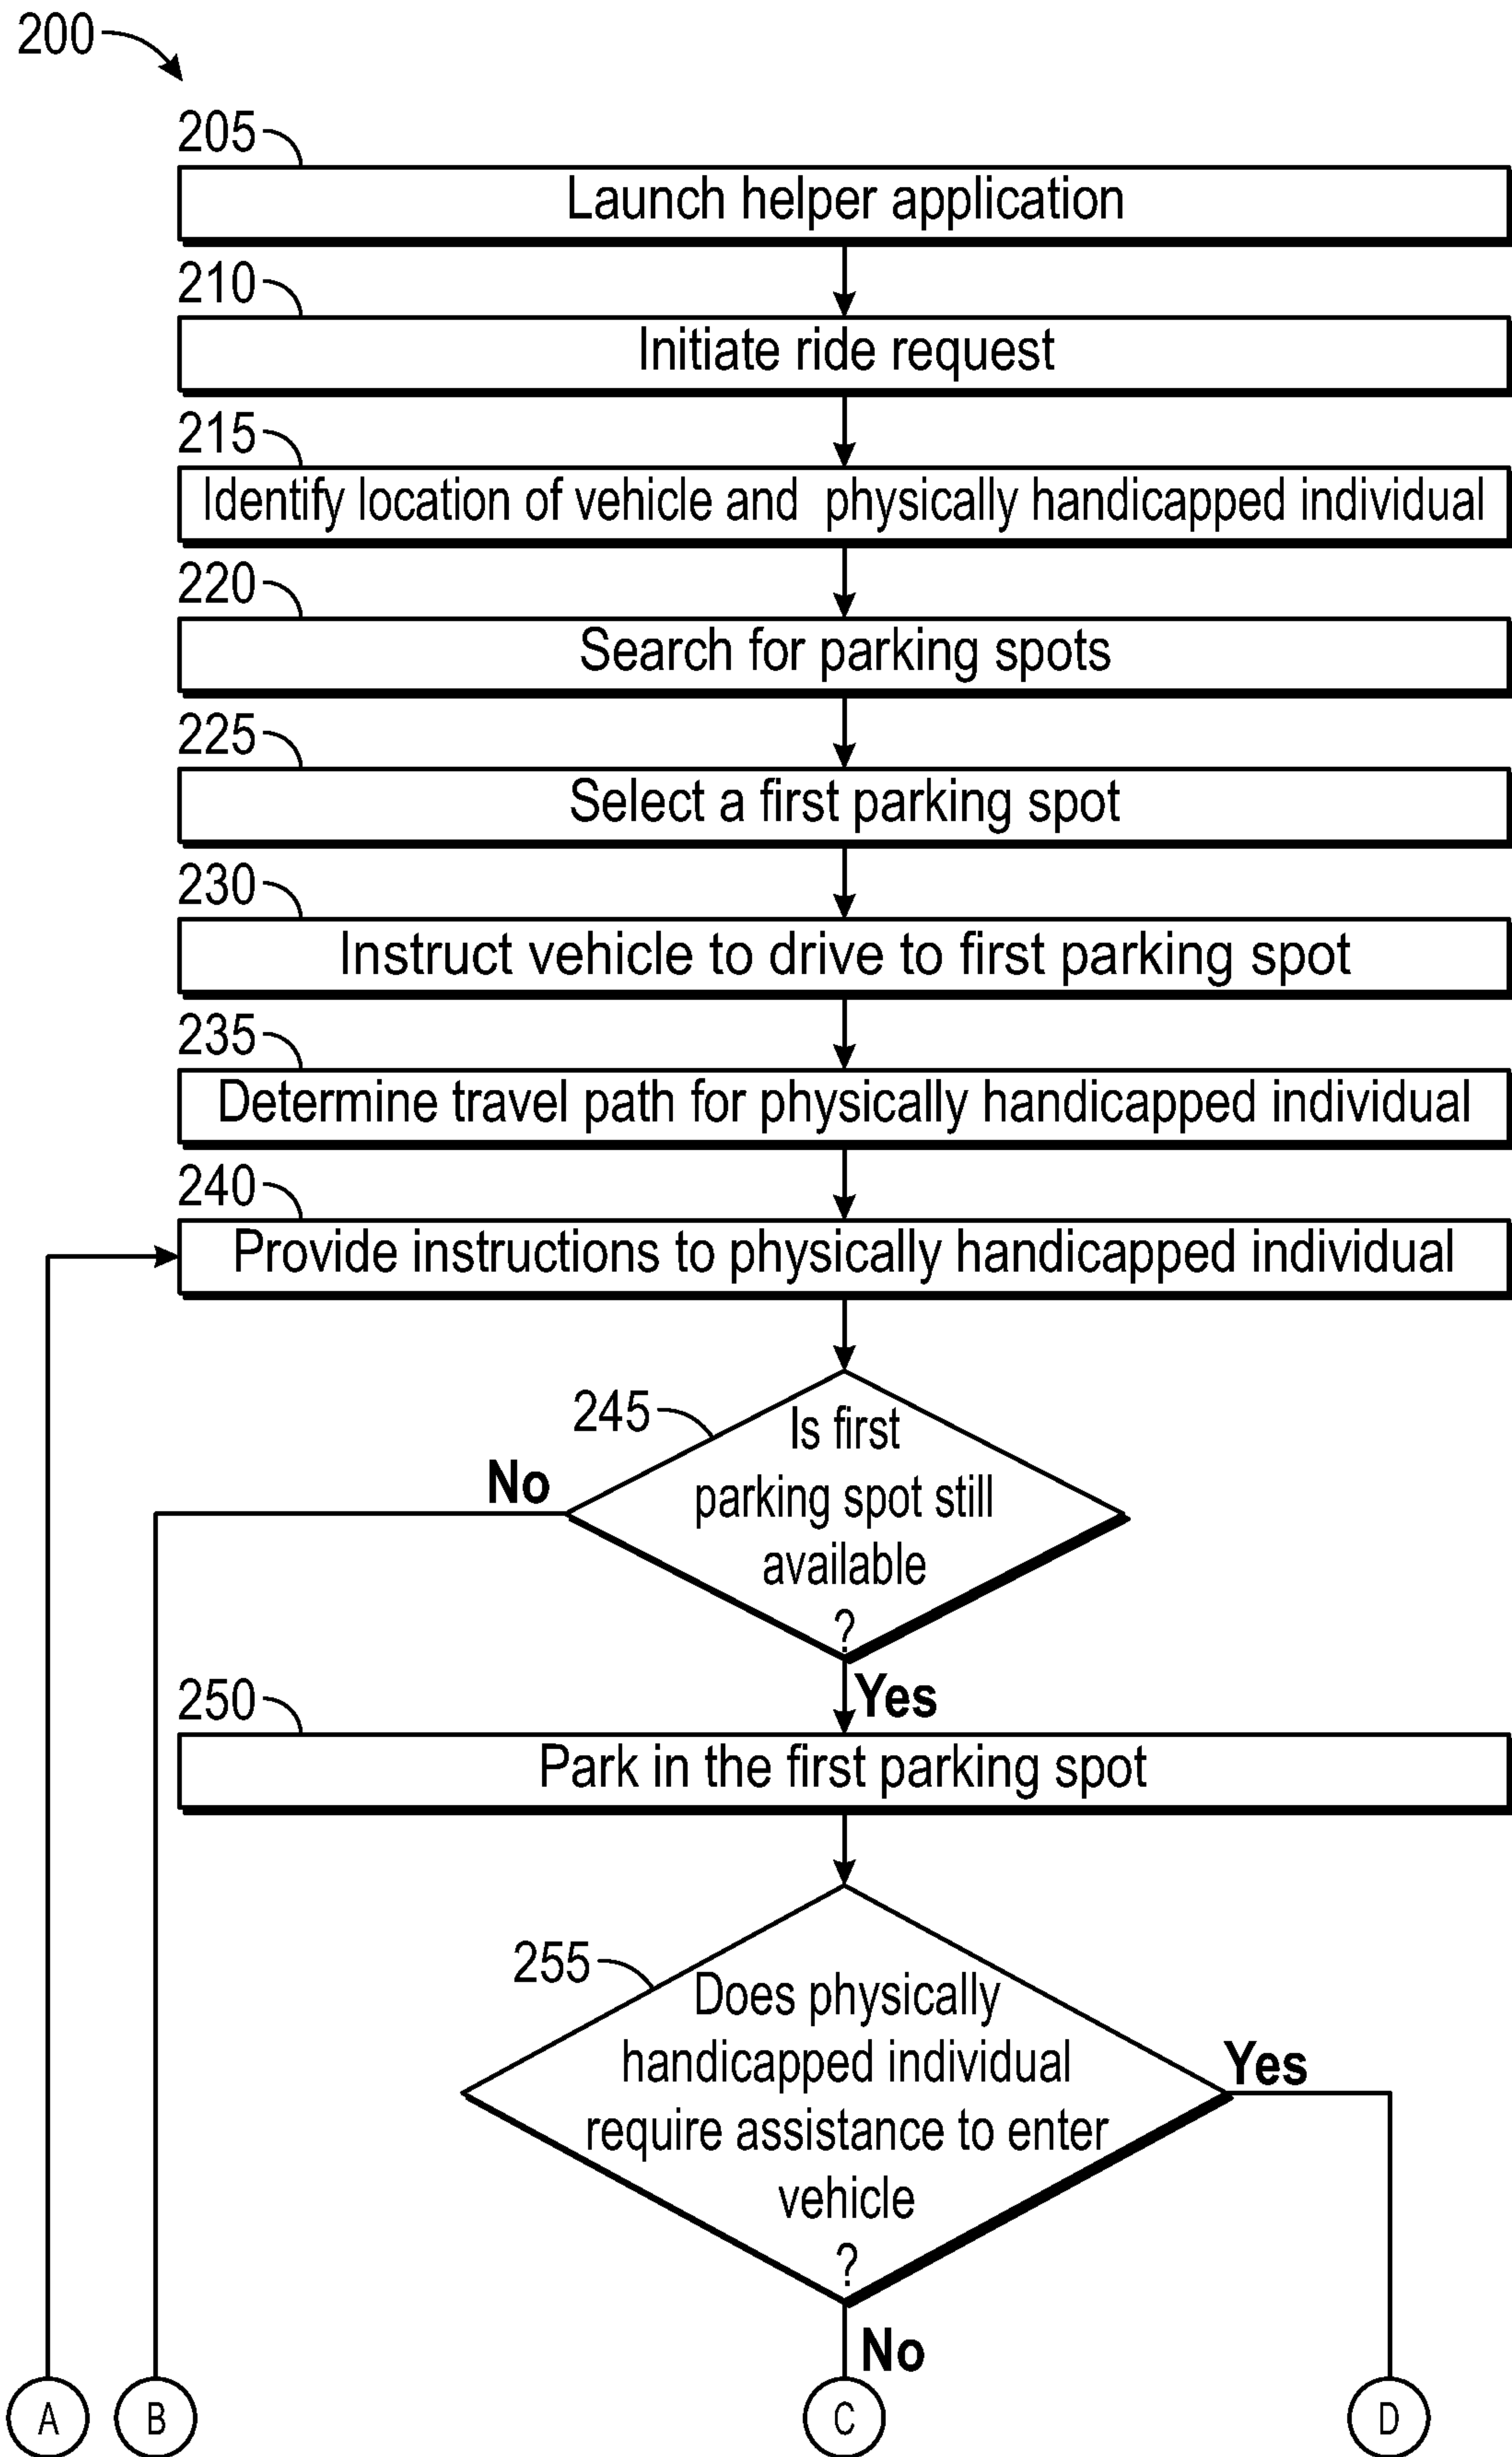 200
205
Launch helper application
210
Initiate ride request
215
Identify location of vehicle and physically handicapped individual
220
Search for parking spots
225
Select a first parking spot
230
Instruct vehicle to drive to first parking spot
235
Determine travel path for physically handicapped individual
240
Provide instructions to physically handicapped individual
245
Is first
parking spot still
available
?
No
Yes
250
Park in the first parking spot
255
Does physically
handicapped individual
require assistance to enter
vehicle
?
Yes
No
A
B
C
D